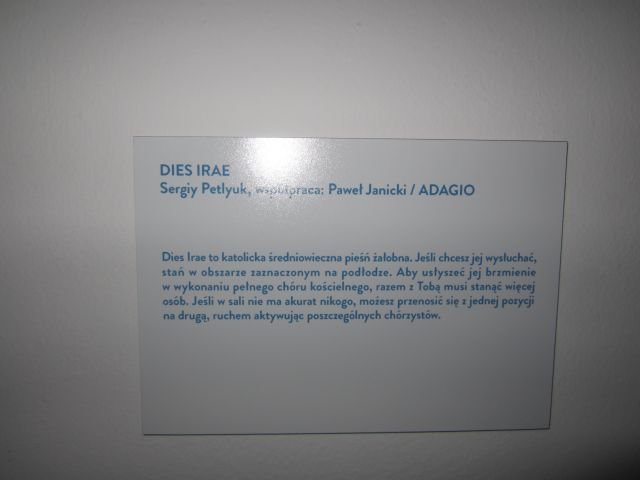 DIES IRAE
Sergiy Petlyuk, współpraca: Paweł Janicki / ADAGIO
Dies Irae to katolicka średniowieczna pieśń żałobna. Jeśli chcesz jej wysłuchać,
stań w obszarze zaznaczonym na podłodze. Aby usłyszeć jej brzmienie
w wykonaniu pełnego chóru kościelnego, razem z Tobą musi stanąć więcej
osób. Jeśli w sali nie ma akurat nikogo, możesz przenosić się z jednej pozycji
na drugą, ruchem aktywując poszczególnych chórzystów.